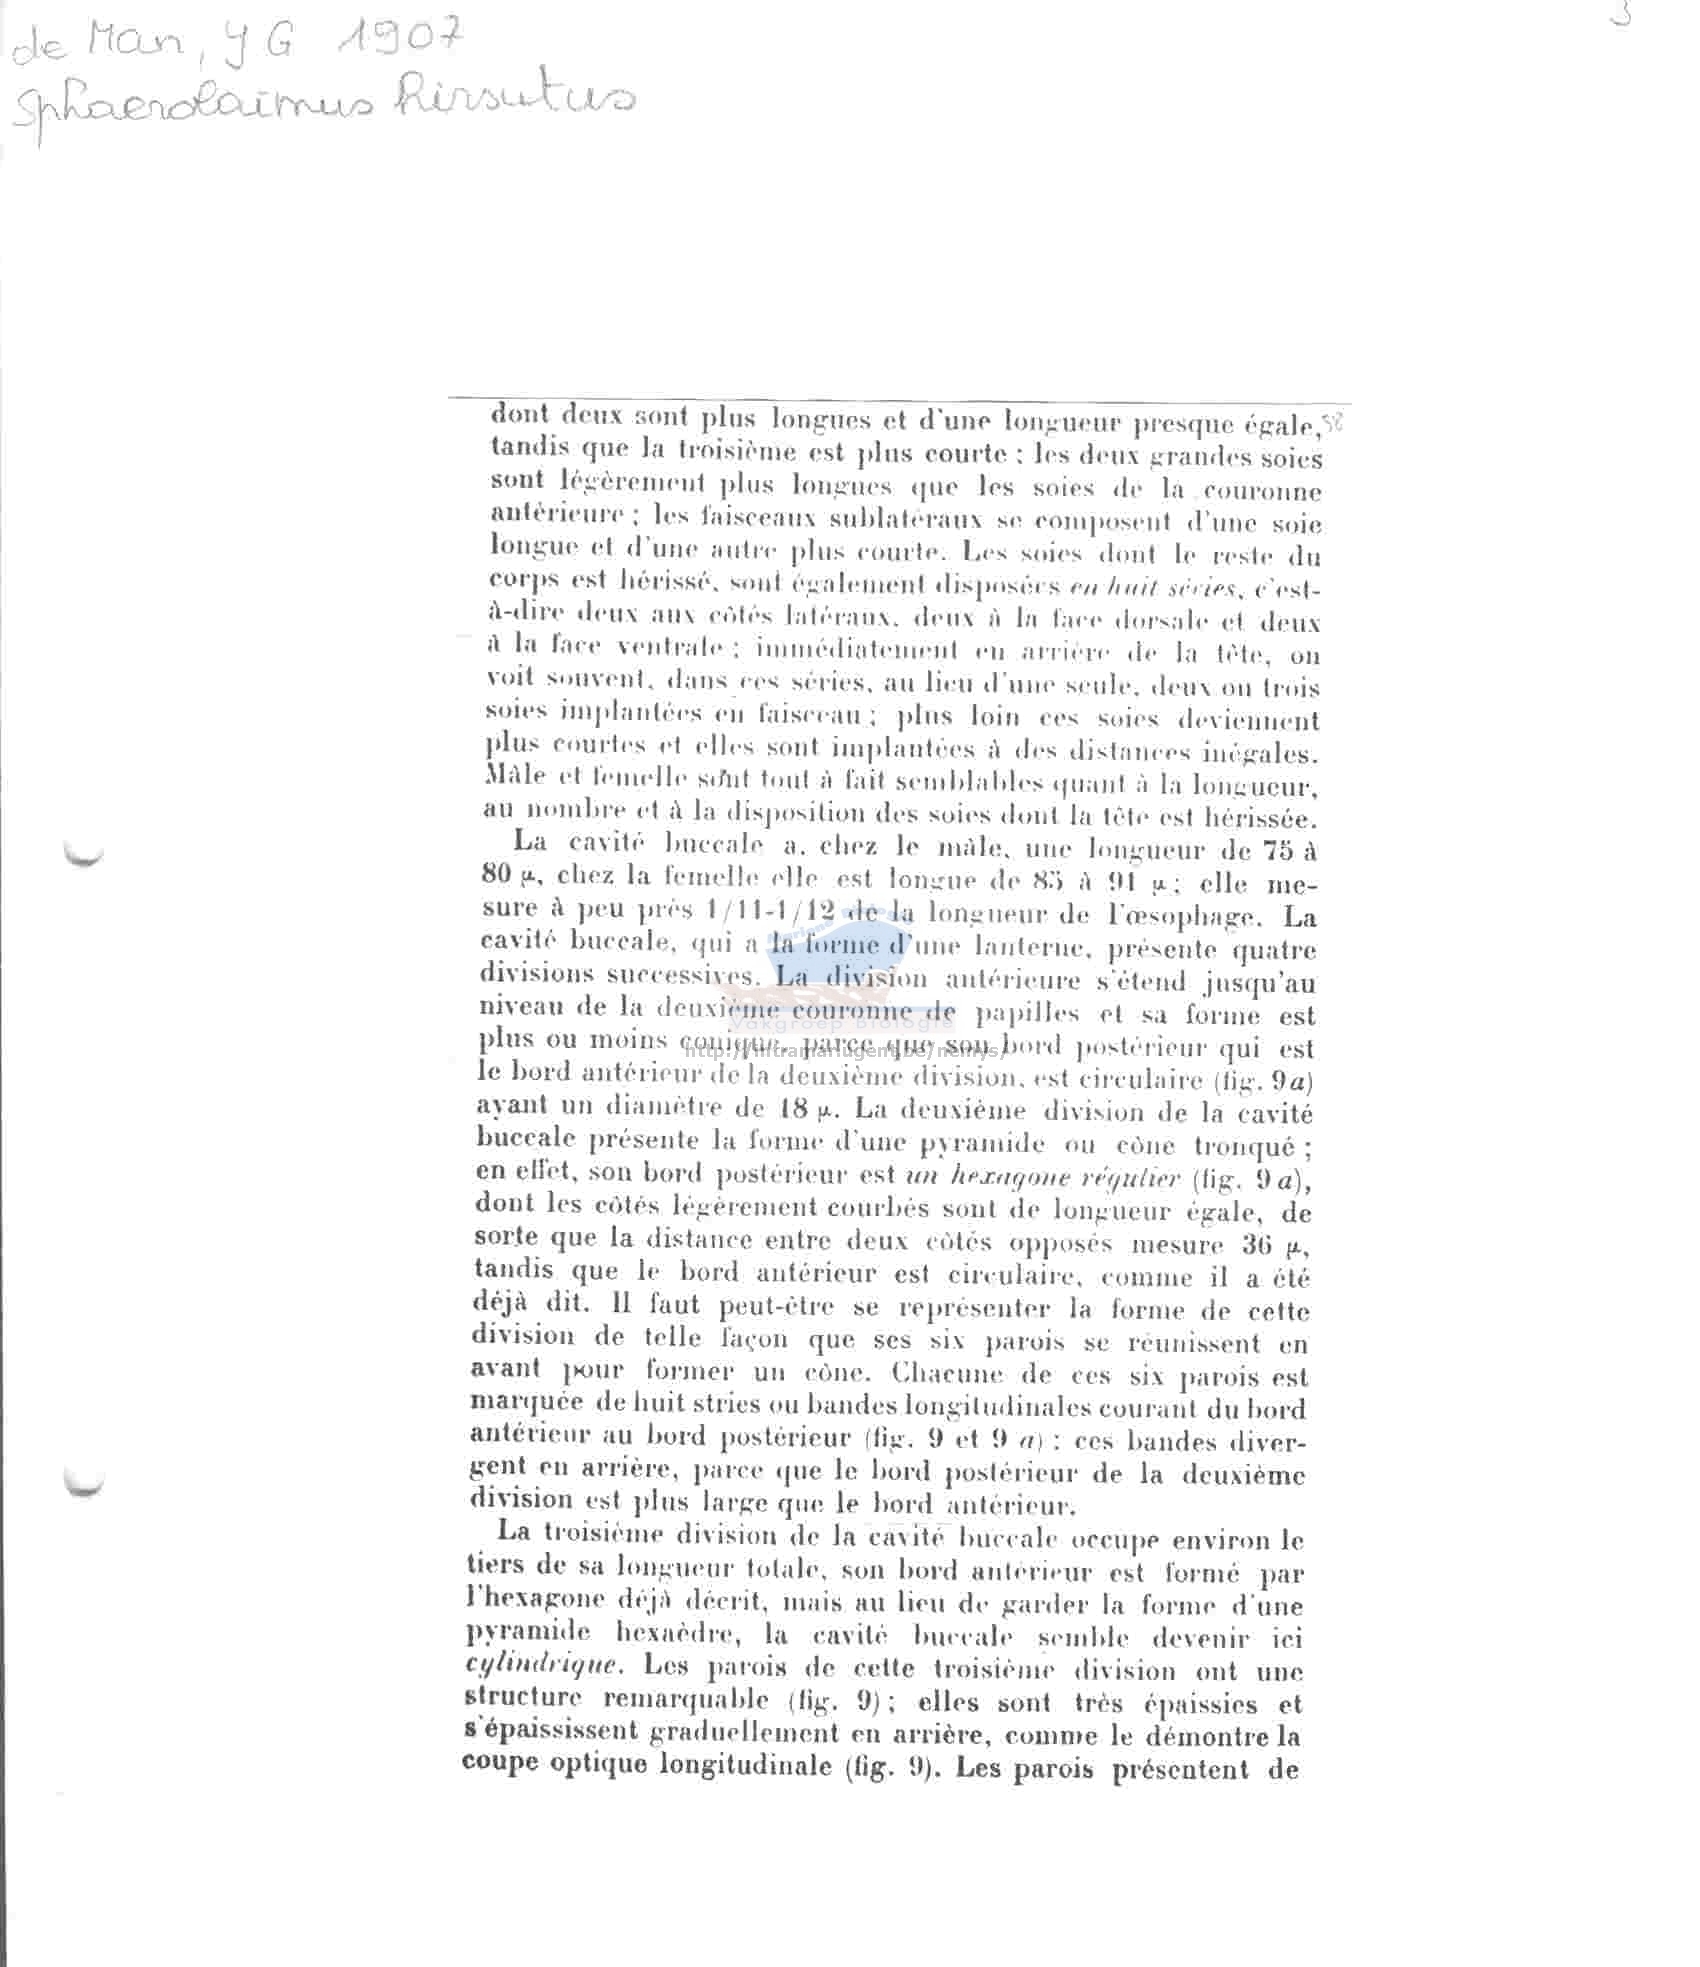 3
de Man, J G 1907
Sphaerolaimus hirsutus
dont deux sont plus longues et d'une longueur presque égale, 58
tandis que la troisième est plus courte ; les deux grandes soies
sont légèrement plus longues que les soies de la couronne
antérieure ; les faisceaux sublatéraux se composent d'une soie
longue et d'une autre plus courte. Les soies dont le reste du
corps est hérissé, sont également disposées en huit séries, c'est-
à-dire deux aux côtés latéraux, deux à la face dorsale et deux
à la face ventrale ; immédiatement en arrière de la tête, on
voit souvent, dans ces séries, au lieu d'une seule, deux ou trois
soies implantées en faisceau ; plus loin ces soies deviennent
plus courtes et elles sont implantées à des distances inégales.
Mâle et femelle sont tout à fait semblables quant à la longueur,
au nombre et à la disposition des soies dont la tête est hérissée.
La cavité buccale a, chez le mâle, une longueur de 75 à
80 µ, chez la femelle elle est longue de 85 à 91 µ ; elle me-
sure à peu près 1/11-1/12 de la longueur de l'œsophage. La
cavité buccale, qui a la forme d'une lanterne, présente quatre
divisions successives. La division antérieure s'étend jusqu'au
niveau de la deuxième couronne de papilles et sa forme est
Vakgroep Biologie
plus ou moins conique, parce que son bord postérieur qui est
le bord antérieur de la deuxième division, est circulaire (fig. 9a)
ayant un diamètre de 18 µ. La deuxième division de la cavité
buccale présente la forme d'une pyramide ou cône tronqué ;
en effet, son bord postérieur est un hexagone régulier (fig. 9 a),
dont les côtés légèrement courbés sont de longueur égale, de
sorte que la distance entre deux côtés opposés mesure 36 µ,
tandis que le bord antérieur est circulaire, comme il a été
déjà dit. Il faut peut-être se représenter la forme de cette
division de telle façon que ses six parois se réunissent en
avant pour former un cône. Chacune de ces six parois est
marquée de huit stries ou bandes longitudinales courant du bord
antérieur au bord postérieur (fig. 9 et 9 a) ; ces bandes diver-
gent en arrière, parce que le bord postérieur de la deuxième
division est plus large que le bord antérieur.
La troisième division de la cavité buccale occupe environ le
tiers de sa longueur totale, son bord antérieur est formé par
l'hexagone déjà décrit, mais au lieu de garder la forme d'une
pyramide hexaèdre, la cavité buccale semble devenir ici
cylindrique. Les parois de cette troisième division ont une
structure remarquable (fig. 9) ; elles sont très épaissies et
s'épaississent graduellement en arrière, comme le démontre la
coupe optique longitudinale (fig. 9). Les parois présentent de